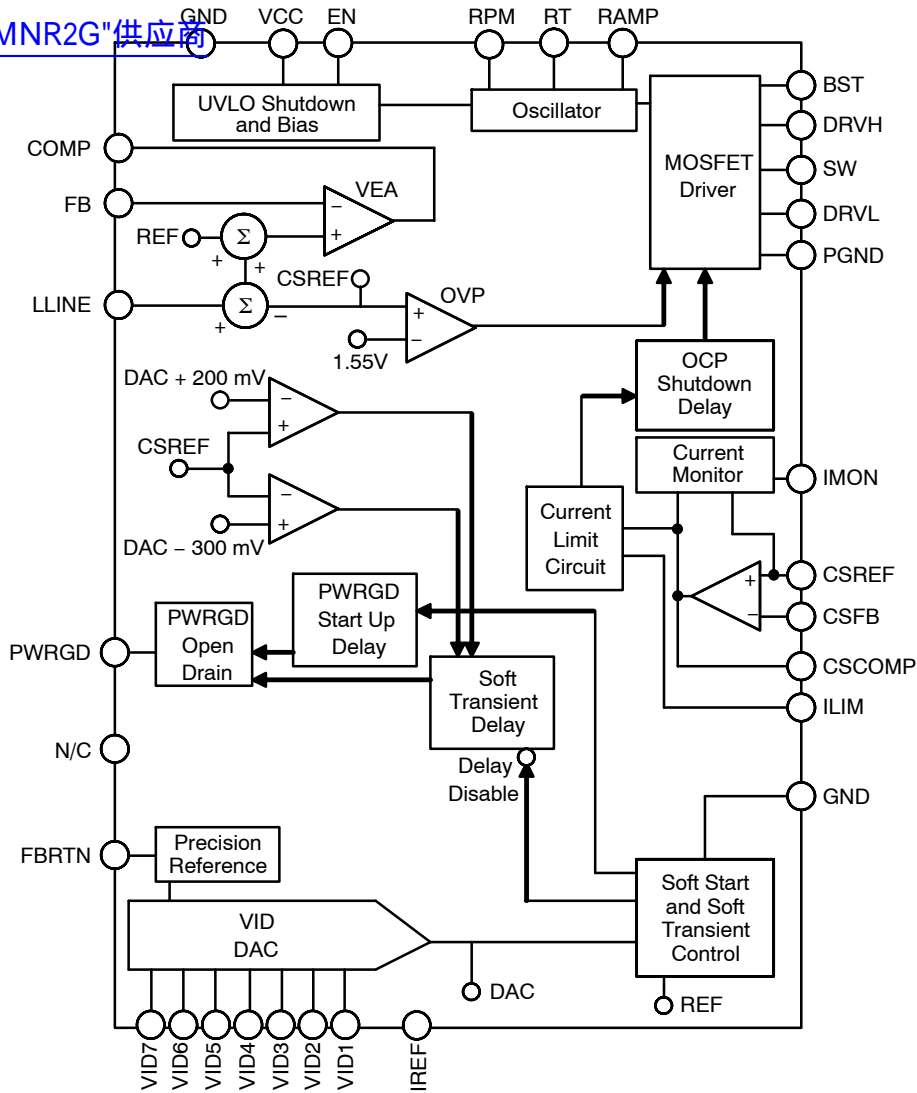 MNR2G"供应商
GND VCC EN RPM RT RAMP
UVLO Shutdown
and Bias
Oscillator
MOSFET
Driver
BST
DRVH
SW
DRVL
PGND
COMP
FB
VEA
−
+
REF
Σ
+
+
LLINE
Σ
+
−
CSREF
OVP
+
−
1.55V
OCP
Shutdown
Delay
DAC + 200 mV
−
+
CSREF
−
+
DAC − 300 mV
Current
Monitor
IMON
Current
Limit
Circuit
+
−
CSREF
CSFB
CSCOMP
ILIM
PWRGD
PWRGD
Open
Drain
PWRGD
Start Up
Delay
Soft
Transient
Delay
Delay
Disable
N/C
GND
FBRTN
Precision
Reference
VID
DAC
Soft Start
and Soft
Transient
Control
DAC
REF
VID7
VID6
VID5
VID4
VID3
VID2
VID1
IREF